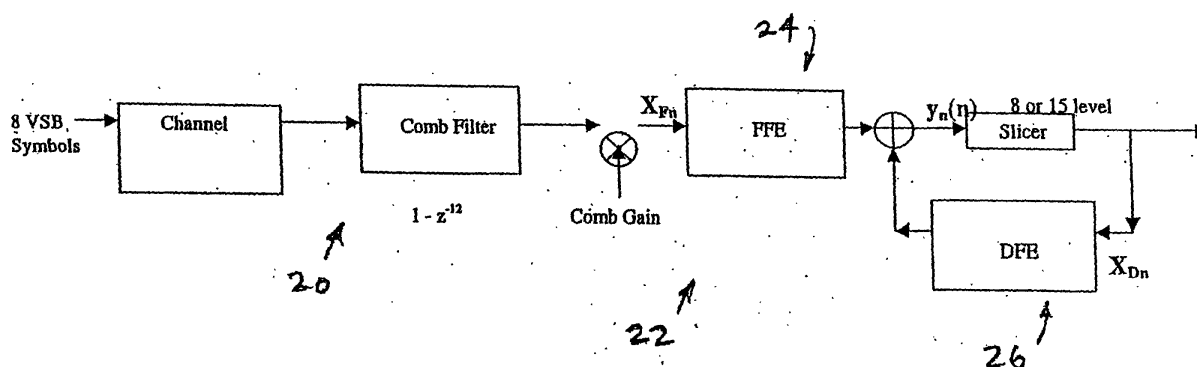 24
8 VSB
Symbols
Channel
Comb Filter
X_Fn
FFE
y_n(n)
8 or 15 level
Slicer
1 - z^-12
Comb Gain
DFE
X_Dn
20
22
26